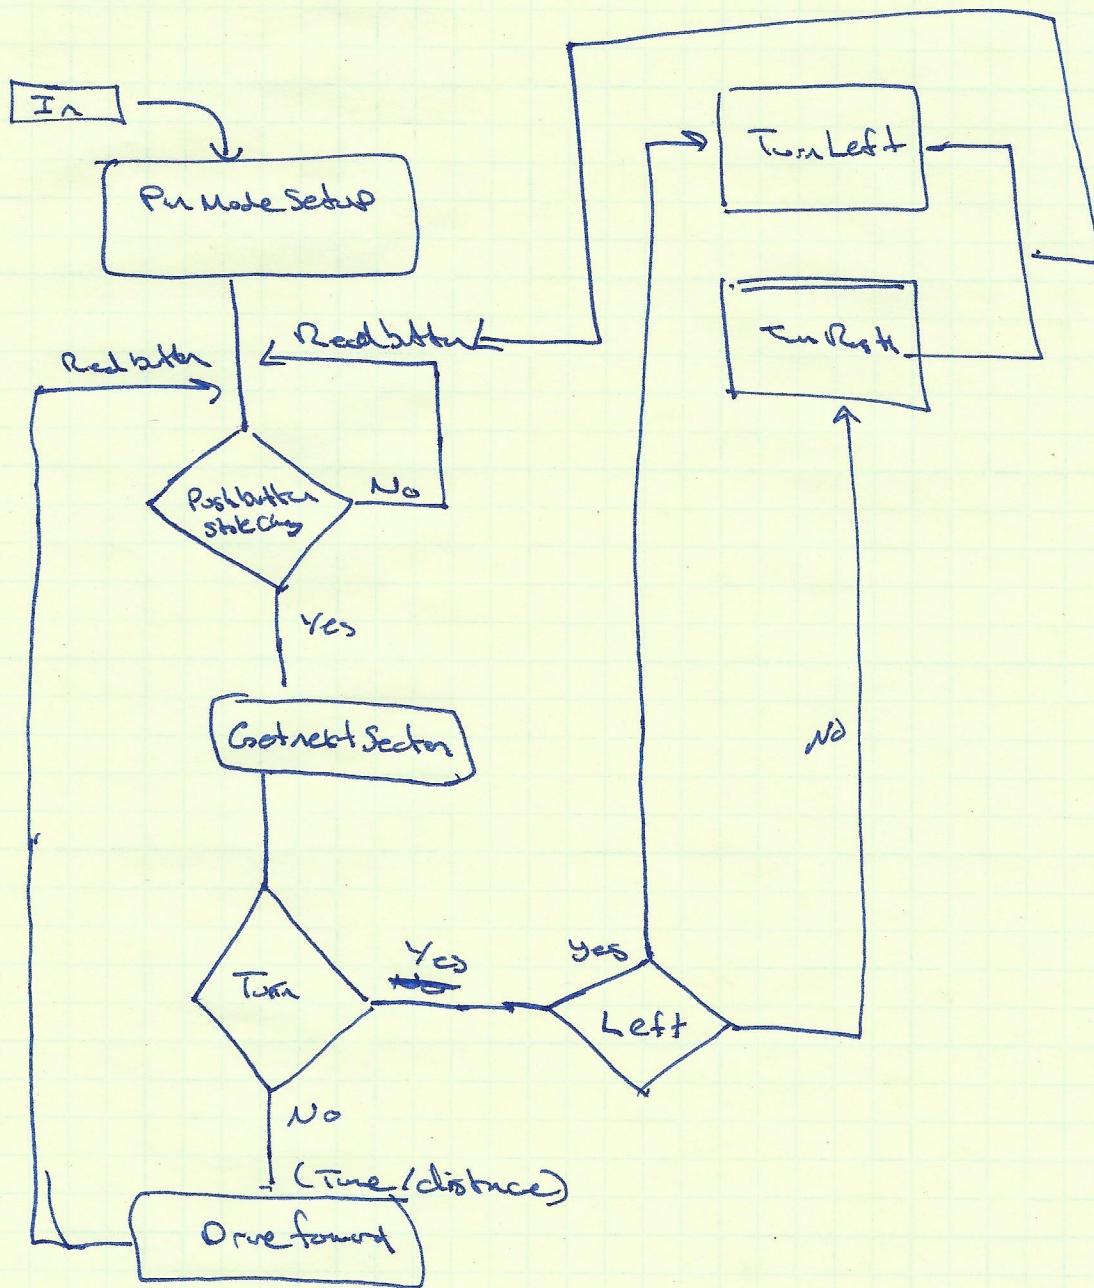 In
Pin Mode Setup
Read button
Read button
Pushbutton
state Chng
No
Yes
Get next Sector
Turn
Yes
No
(Time/distance)
Drive forward
Left
yes
No
Turn Left
Turn Right